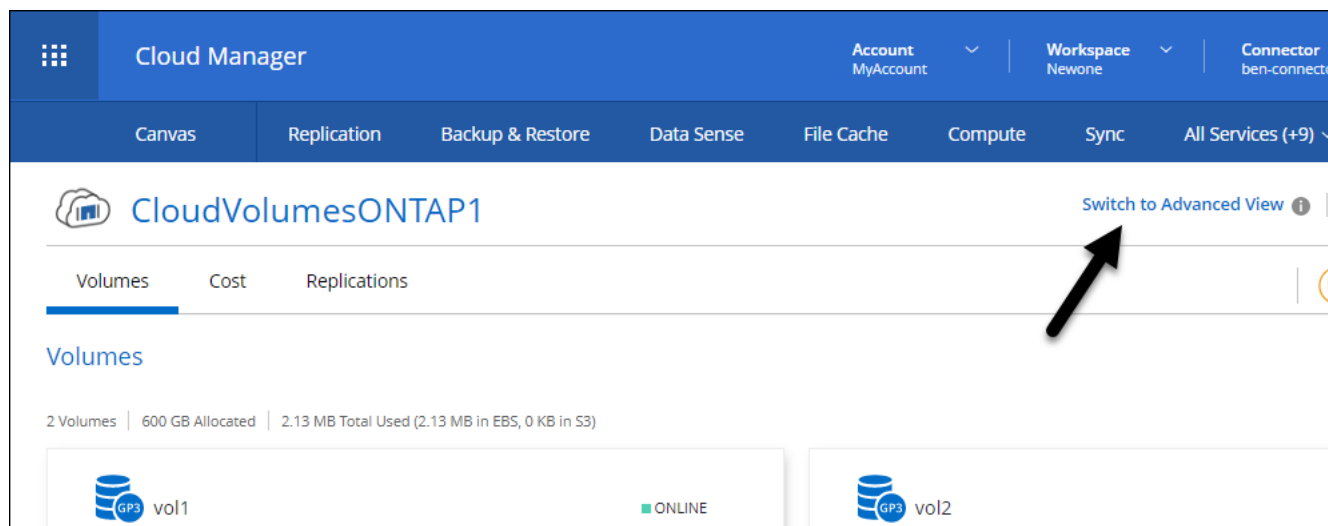 Cloud Manager
Account
MyAccount
Workspace
Newone
Connector
Canvas
Replication
Backup & Restore
Data Sense
File Cache
Compute
Sync
All Services (+9)
CloudVolumesONTAP1
Switch to Advanced View
Volumes
Cost
Replications
Volumes
2 Volumes
600 GB Allocated
2.13 MB Total Used (2.13 MB in EBS, 0 KB in S3)
GP3
vol1
ONLINE
GP3
vol2